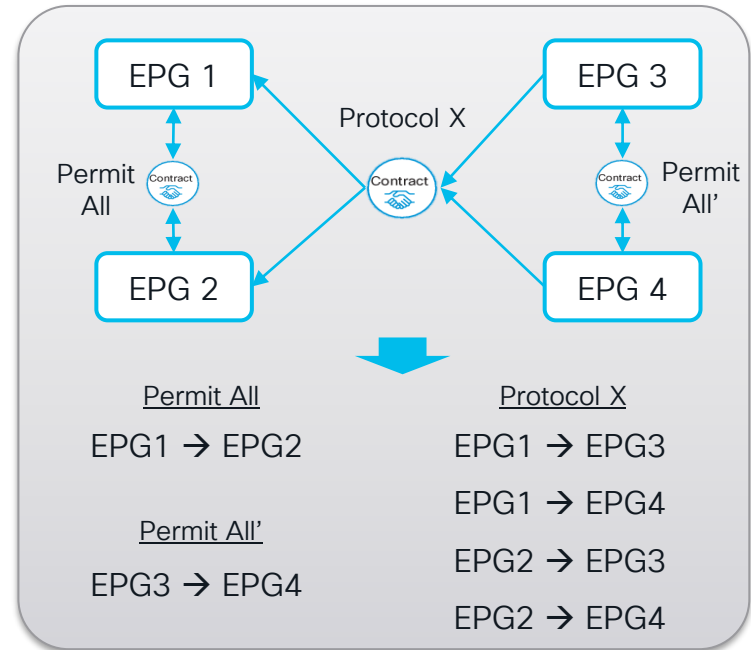 EPG 1
EPG 3
Protocol X
Permit
All
Contract
Contract
Contract
Permit
All’
EPG 2
EPG 4
Permit All
EPG1 → EPG2
Permit All’
EPG3 → EPG4
Protocol X
EPG1 → EPG3
EPG1 → EPG4
EPG2 → EPG3
EPG2 → EPG4